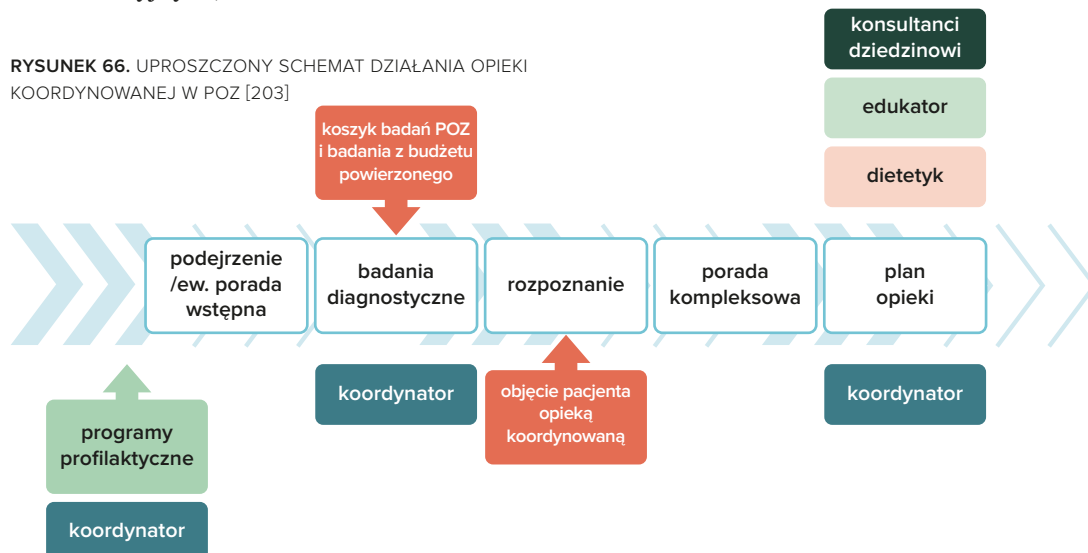 RYSUNEK 66. UPROSZCZONY SCHEMAT DZIAŁANIA OPIEKI
KOORDYNOWANEJ W POZ [203]
konsultanci
dziedzinowi
edukator
dietetyk
koszyk badań POZ
i badania z budżetu
powierzonego
podejrzenie
/ew. porada
wstępna
badania
diagnostyczne
rozpoznanie
porada
kompleksowa
plan
opieki
programy
profilaktyczne
koordynator
koordynator
objęcie pacjenta
opieką
koordynowaną
koordynator